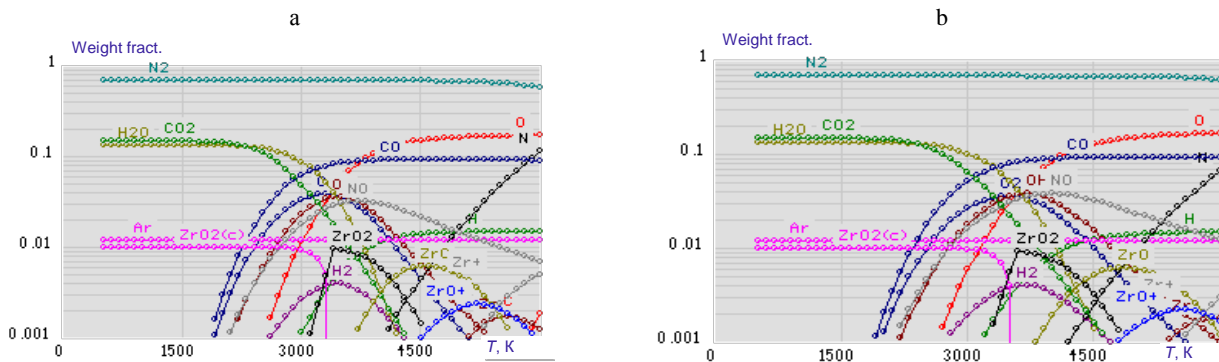 a
Weight fract.
1
N2
H2O
CO2
0.1
CO
O
N
NO
Ar
ZrO2(c)
0.01
ZrO2
H
Zr+
H2
ZrO+
0.001
0
1500
3000
4500
T, K
b
Weight fract.
1
N2
H2O
CO2
0.1
CO
O
N
O2
OH
NO
Ar
ZrO2(c)
0.01
ZrO2
H
ZrO
Zr+
H2
ZrO+
0.001
0
1500
3000
4500
T, K